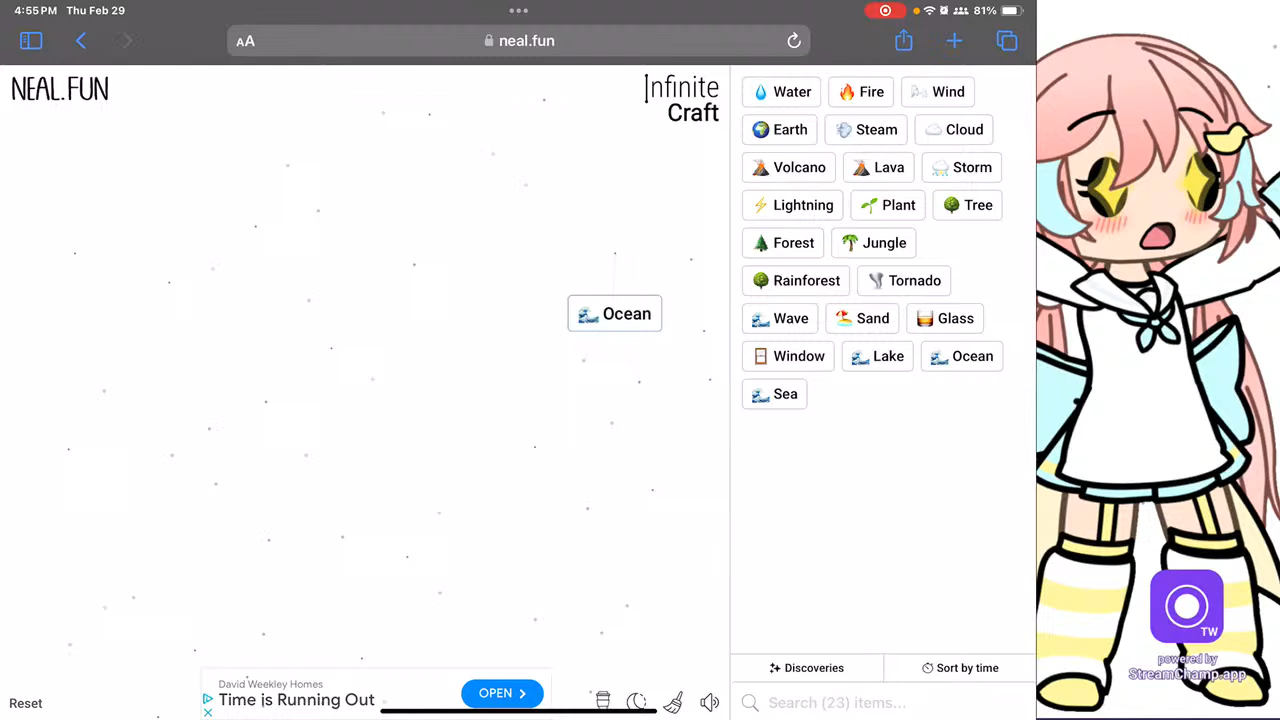 4:55 PM Thu Feb 29
81%
AA
neal.fun
NEAL.FUN
Infinite
Craft
Water
Fire
Wind
Earth
Steam
Cloud
Volcano
Lava
Storm
Lightning
Plant
Tree
Forest
Jungle
Rainforest
Tornado
Ocean
Wave
Sand
Glass
Window
Lake
Ocean
Sea
TW
powered by
StreamChamp.app
Discoveries
Sort by time
David Weekley Homes
Time is Running Out
OPEN
Reset
Search (23) items...